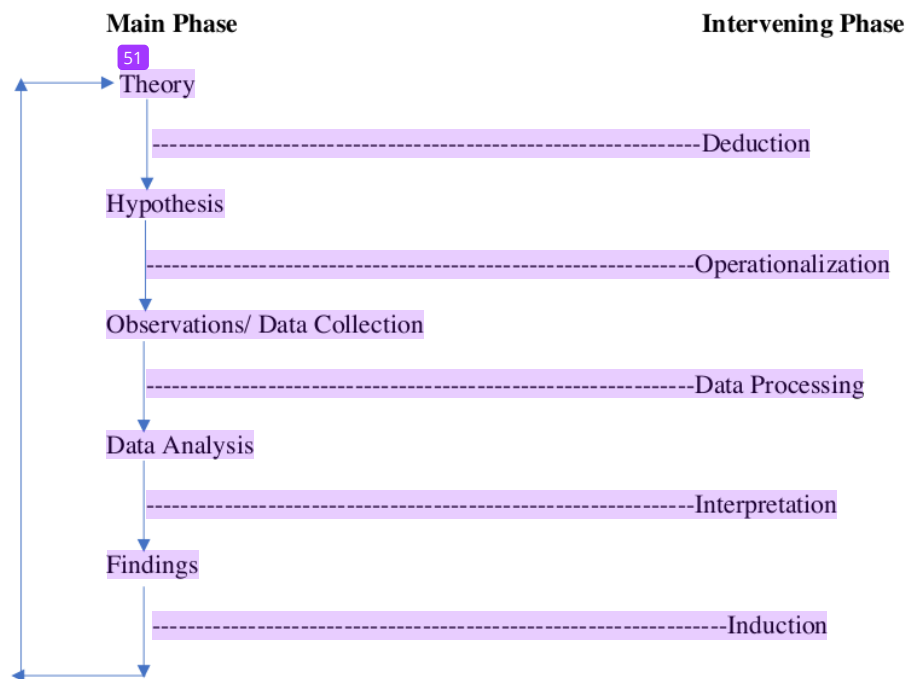 Main Phase Intervening Phase
51
Theory
---------------------------------------------------------------Deduction
Hypothesis
---------------------------------------------------------------Operationalization
Observations/ Data Collection
---------------------------------------------------------------Data Processing
Data Analysis
---------------------------------------------------------------Interpretation
Findings
------------------------------------------------------------------Induction